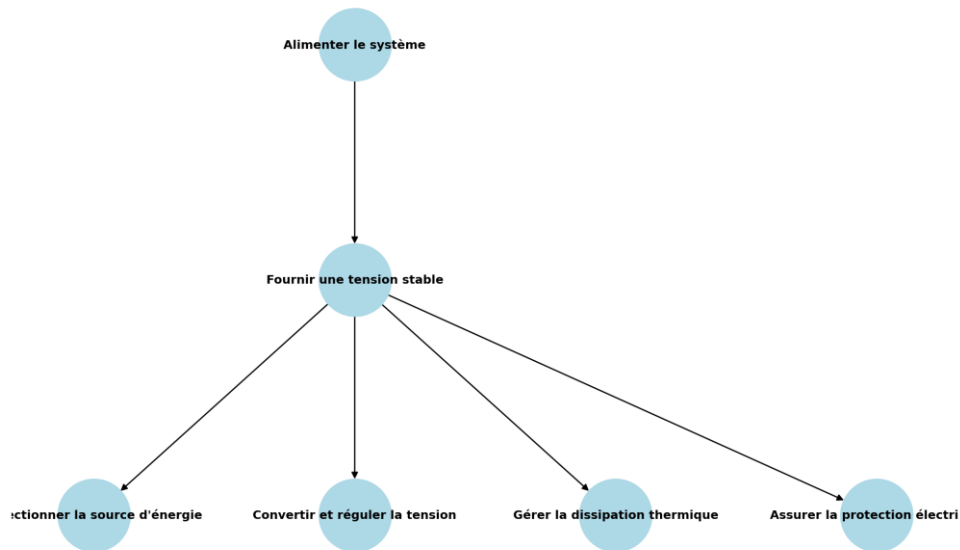 Alimenter le système
Fournir une tension stable
ectionner la source d'énergie
Convertir et réguler la tension
Gérer la dissipation thermique
Assurer la protection électri